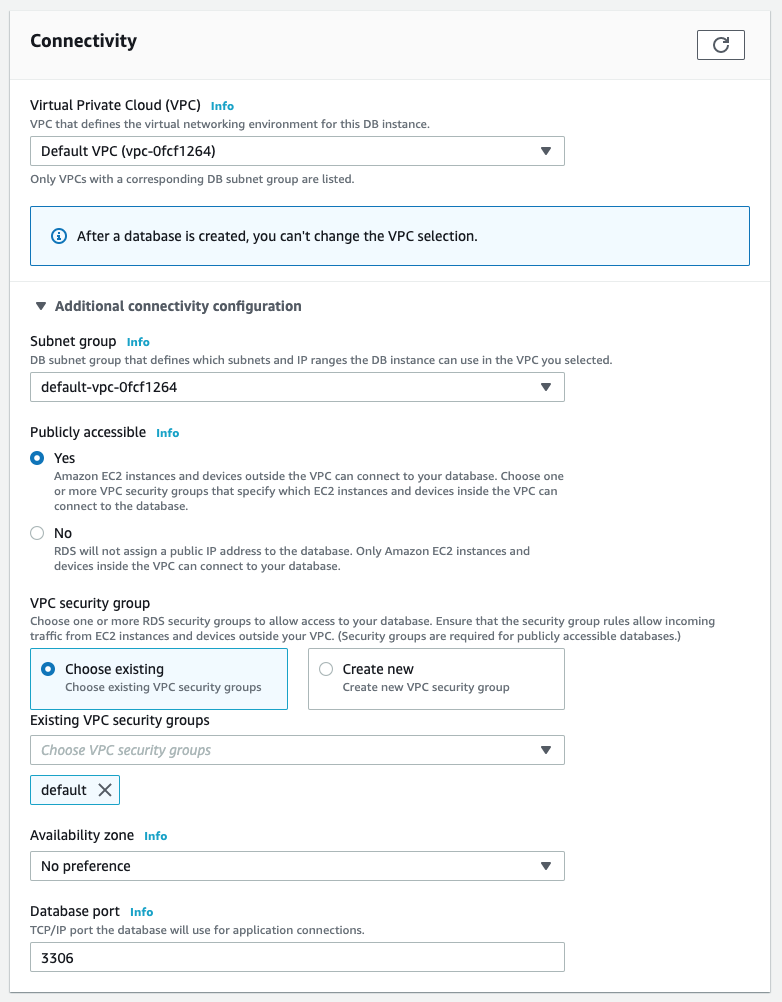 Connectivity
Virtual Private Cloud (VPC) Info
VPC that defines the virtual networking environment for this DB instance.
Default VPC (vpc-0fcf1264)
Only VPCs with a corresponding DB subnet group are listed.
After a database is created, you can't change the VPC selection.
Additional connectivity configuration
Subnet group Info
DB subnet group that defines which subnets and IP ranges the DB instance can use in the VPC you selected.
default-vpc-0fcf1264
Publicly accessible Info
Yes
Amazon EC2 instances and devices outside the VPC can connect to your database. Choose one
or more VPC security groups that specify which EC2 instances and devices inside the VPC can
connect to the database.
No
RDS will not assign a public IP address to the database. Only Amazon EC2 instances and
devices inside the VPC can connect to your database.
VPC security group
Choose one or more RDS security groups to allow access to your database. Ensure that the security group rules allow incoming
traffic from EC2 instances and devices outside your VPC. (Security groups are required for publicly accessible databases.)
Choose existing
Choose existing VPC security groups
Create new
Create new VPC security group
Existing VPC security groups
Choose VPC security groups
default
Availability zone Info
No preference
Database port Info
TCP/IP port the database will use for application connections.
3306